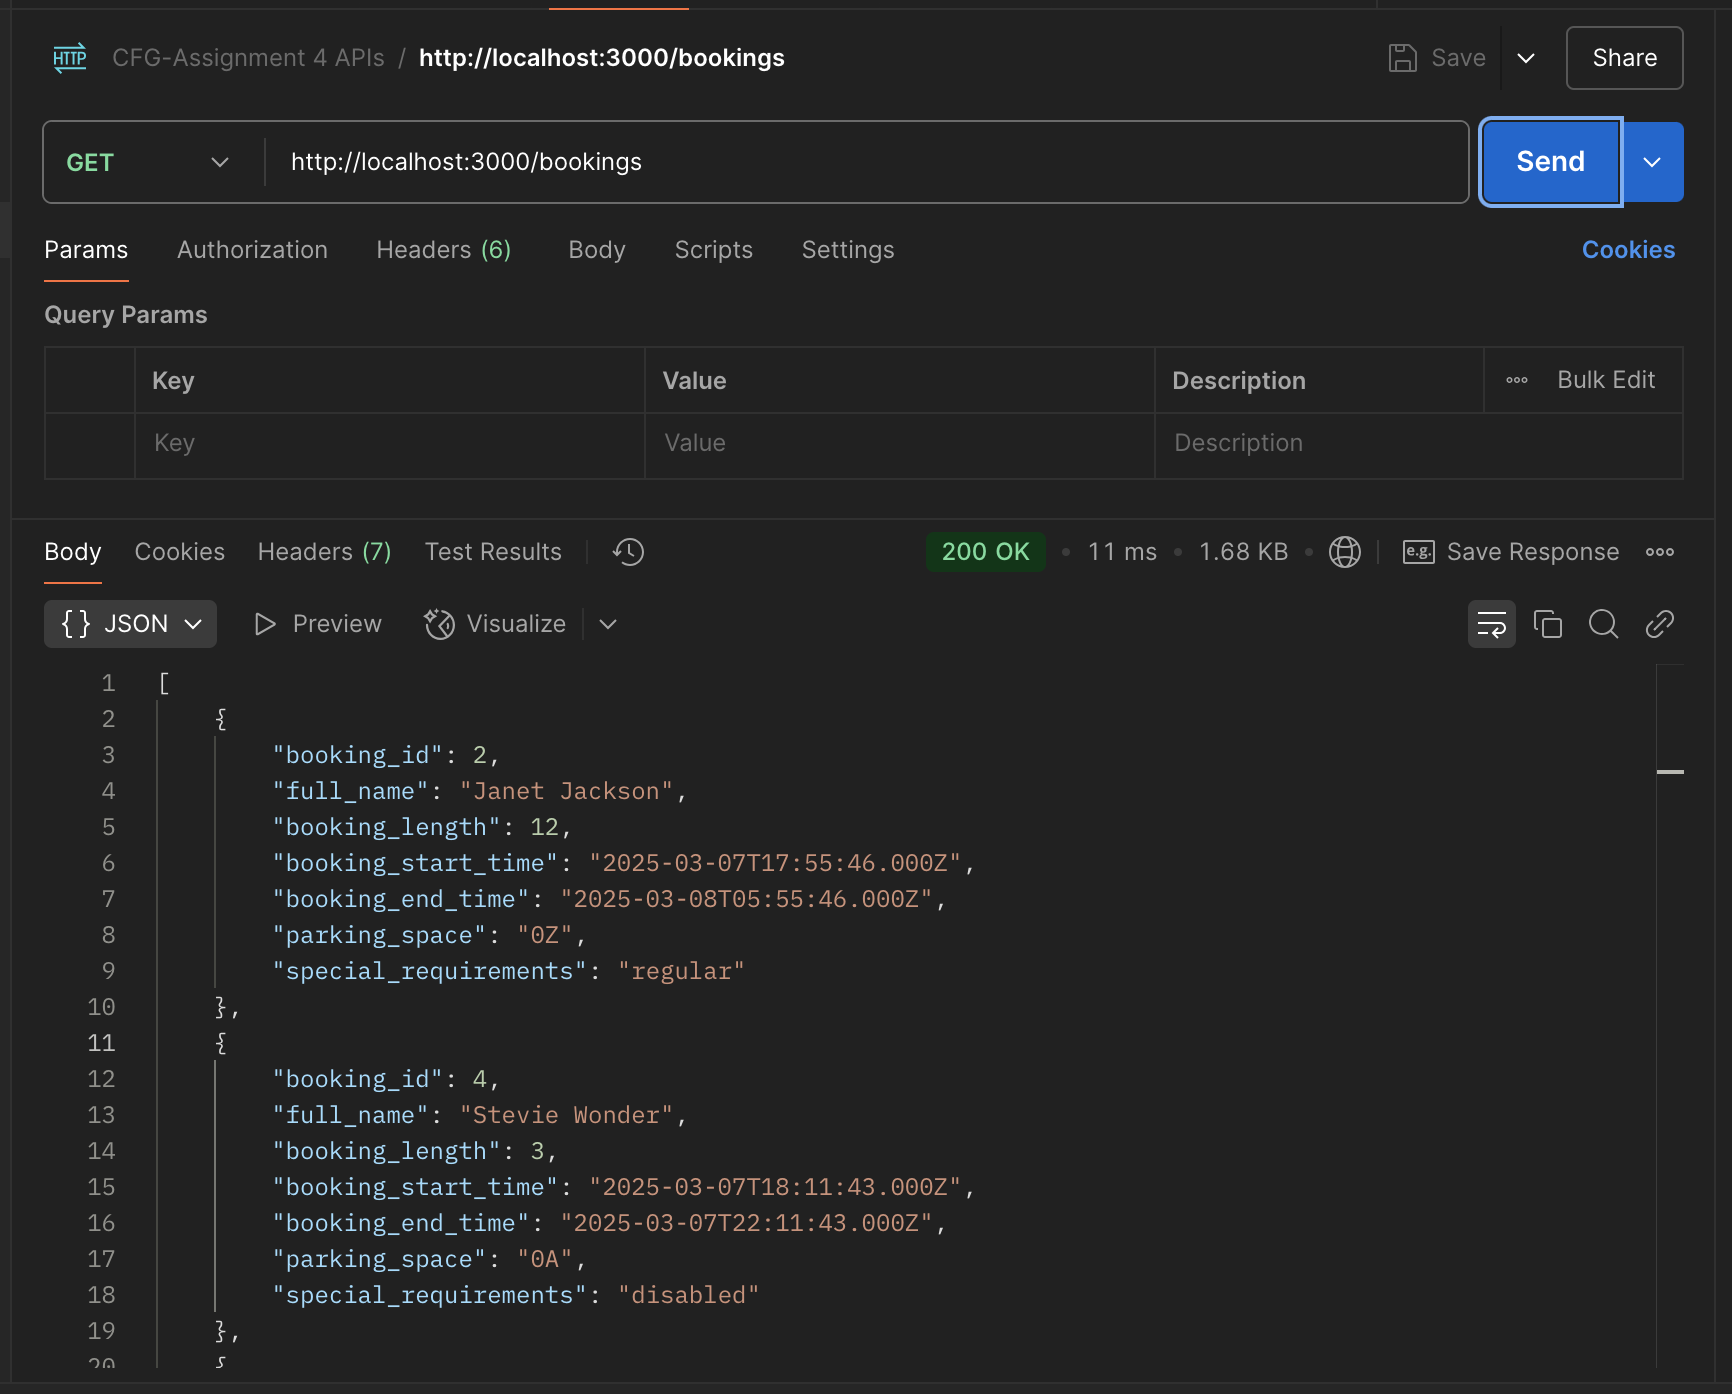 HTTP CFG-Assignment 4 APIs / http://localhost:3000/bookings Save Share
GET http://localhost:3000/bookings Send
Params Authorization Headers (6) Body Scripts Settings Cookies
Query Params
Key Value Description Bulk Edit
Key Value Description
Body Cookies Headers (7) Test Results 200 OK • 11 ms • 1.68 KB • e.g. Save Response
{} JSON Preview Visualize
1 [
2 {
3 "booking_id": 2,
4 "full_name": "Janet Jackson",
5 "booking_length": 12,
6 "booking_start_time": "2025-03-07T17:55:46.000Z",
7 "booking_end_time": "2025-03-08T05:55:46.000Z",
8 "parking_space": "0Z",
9 "special_requirements": "regular"
10 },
11 {
12 "booking_id": 4,
13 "full_name": "Stevie Wonder",
14 "booking_length": 3,
15 "booking_start_time": "2025-03-07T18:11:43.000Z",
16 "booking_end_time": "2025-03-07T22:11:43.000Z",
17 "parking_space": "0A",
18 "special_requirements": "disabled"
19 },
20 {